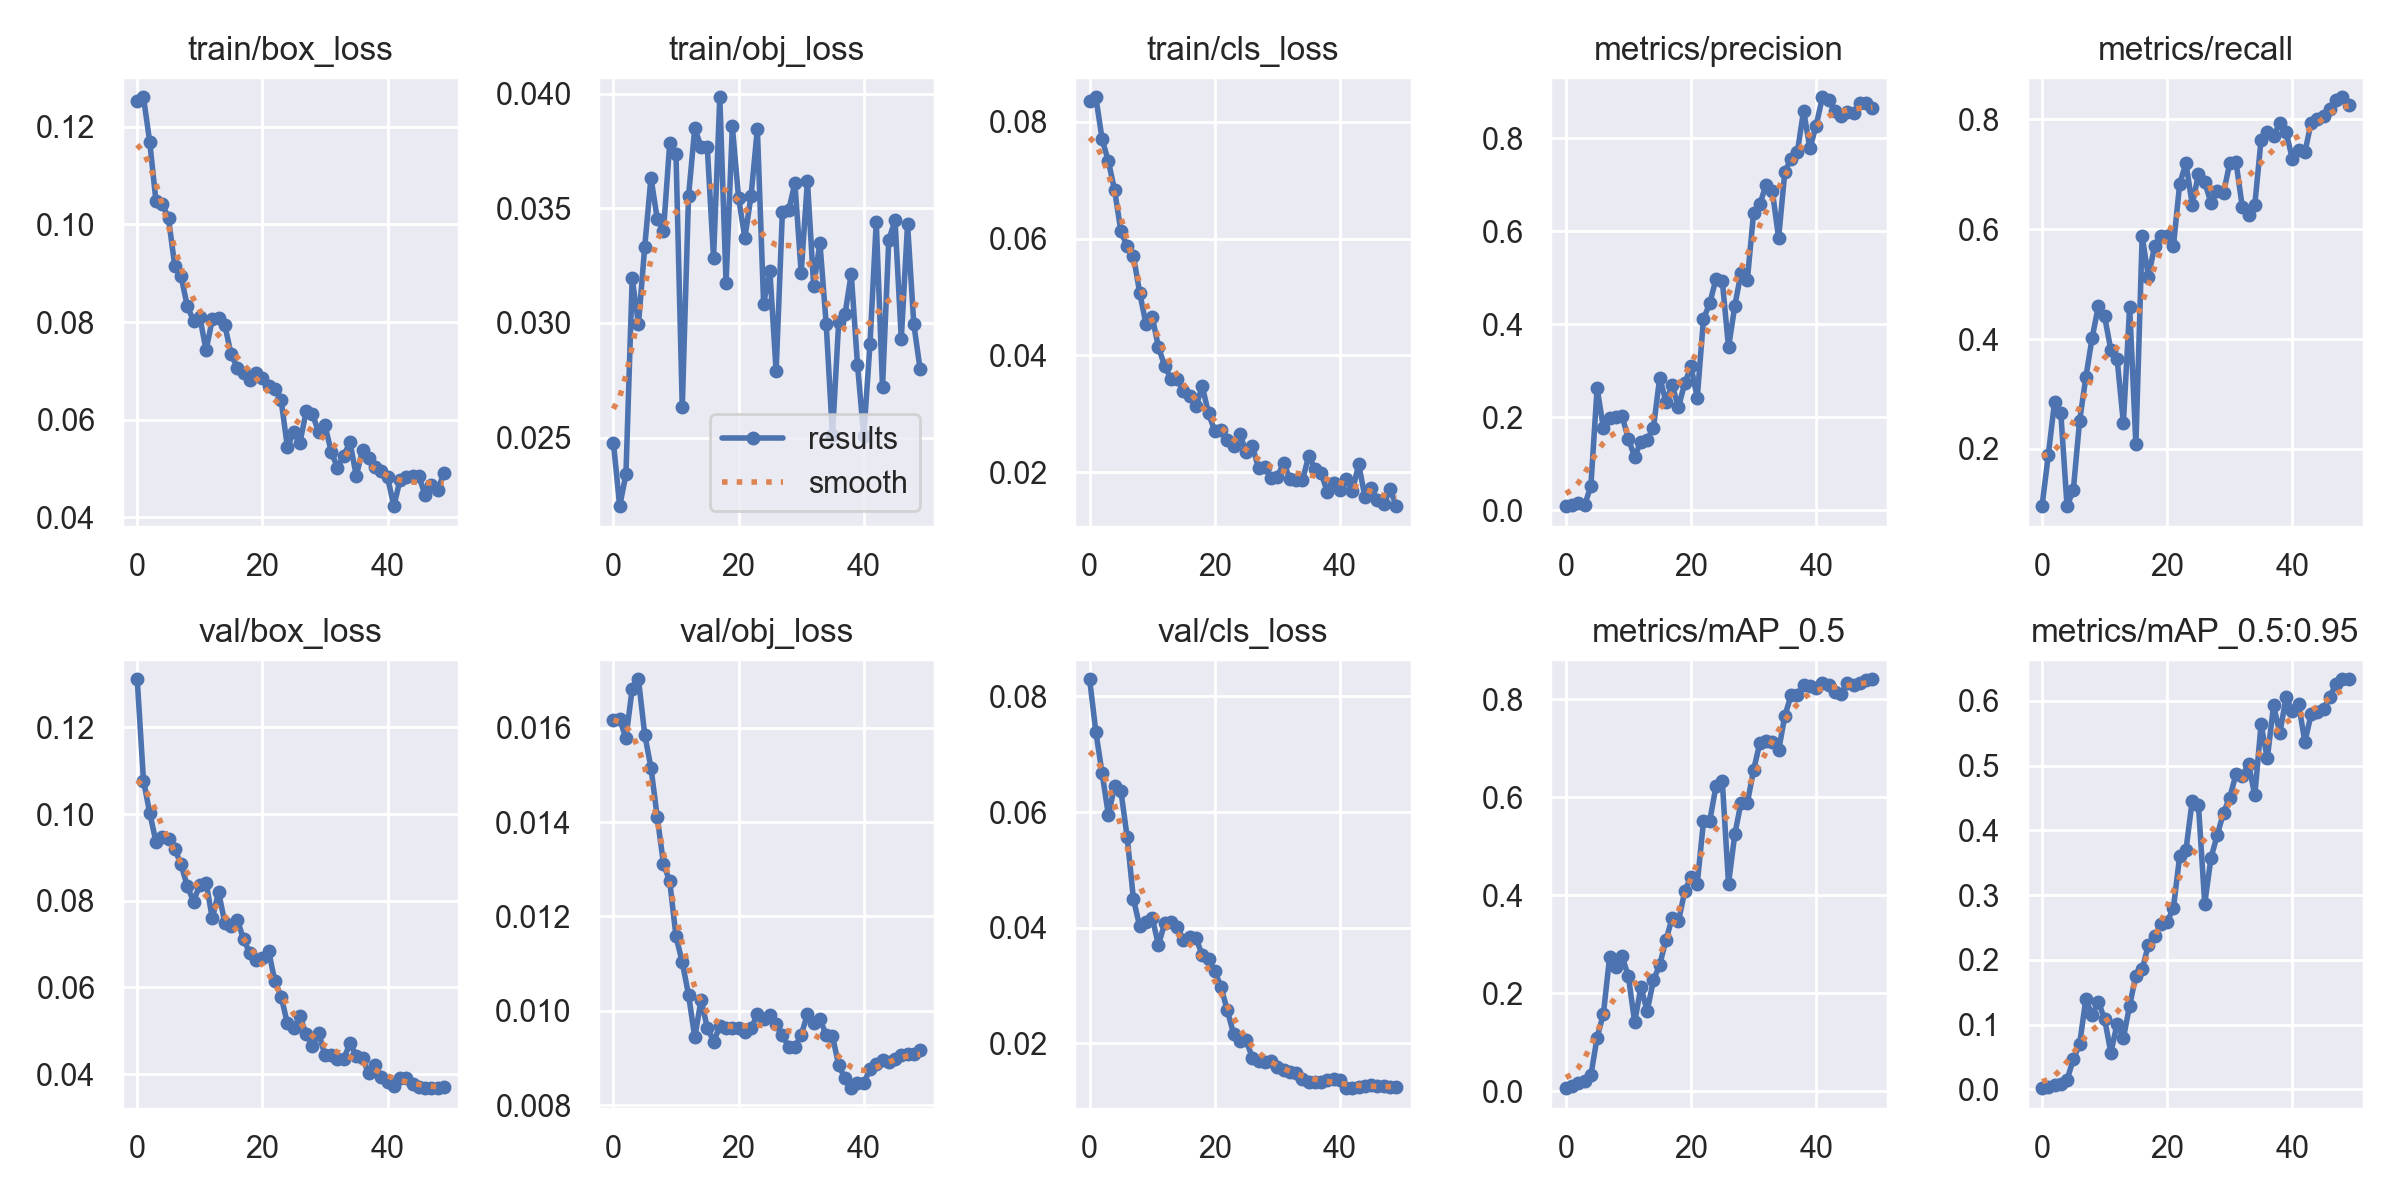 train/box_loss
train/obj_loss
train/cls_loss
metrics/precision
metrics/recall
0.12
0.10
0.08
0.06
0.04
0 20 40
0.040
0.035
0.030
0.025
results
smooth
0 20 40
0.08
0.06
0.04
0.02
0 20 40
0.8
0.6
0.4
0.2
0.0
0 20 40
0.8
0.6
0.4
0.2
0 20 40
val/box_loss
val/obj_loss
val/cls_loss
metrics/mAP_0.5
metrics/mAP_0.5:0.95
0.12
0.10
0.08
0.06
0.04
0 20 40
0.016
0.014
0.012
0.010
0.008
0 20 40
0.08
0.06
0.04
0.02
0 20 40
0.8
0.6
0.4
0.2
0.0
0 20 40
0.6
0.5
0.4
0.3
0.2
0.1
0.0
0 20 40